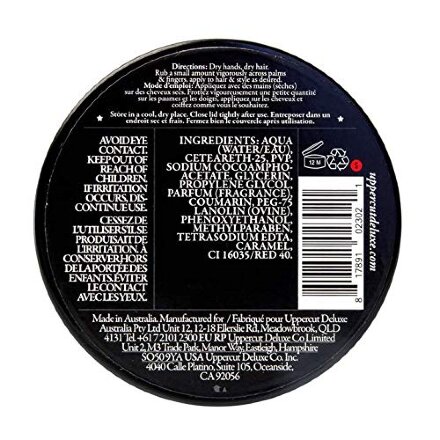 Directions: Dry hands, dry hair.
Rub a small amount vigorously across palms
& fingers, apply to hair & style as desired.
Mode d'emploi: Appliquez avec des mains (sèches)
sur des cheveux secs. Frottez vigoureusement une petite quantité
sur les paumes et les doigts, appliquez sur les cheveux et
coiffez comme vous le souhaitez.
Store in a cool, dry place. Close lid tightly after use. Entreposer dans un
endroit sec et frais. Fermez bien le couvercle après utilisation.
AVOID EYE
CONTACT.
KEEP OUT OF
REACH OF
CHILDREN.
IF IRRITATION
OCCURS, DIS-
CONTINUE USE.
CESSEZ DE
L'UTILISER SI LE
PRODUIT A DE
L'IRRITATION. À
CONSERVER HORS
DE LA PORTÉE DES
ENFANTS. ÉVITER
LE CONTACT
AVEC LES YEUX.
INGREDIENTS: AQUA
(WATER/EAU),
CETEARETH-25, PVP,
SODIUM COCOAMPHO-
ACETATE, GLYCERIN,
PROPYLENE GLYCOL,
PARFUM (FRAGRANCE),
COUMARIN, PEG-75
LANOLIN (OVINE),
PHENOXYETHANOL,
METHYLPARABEN,
TETRASODIUM EDTA,
CARAMEL,
CI 16035/RED 40.
12 M
8 17891 02302 1
uppercutdeluxe.com
Made in Australia. Manufactured for / Fabriqué pour Uppercut Deluxe
Australia Pty Ltd Unit 12, 12-18 Ellerslie Rd, Meadowbrook, QLD
4131 Tel +61 7 2101 2300 EU RP Uppercut Deluxe Co Limited
Unit 2, M3 Trade Park, Manor Way, Eastleigh, Hampshire
SO50 9YA USA Uppercut Deluxe Co. Inc.
4040 Calle Platino, Suite 105, Oceanside,
CA 92056